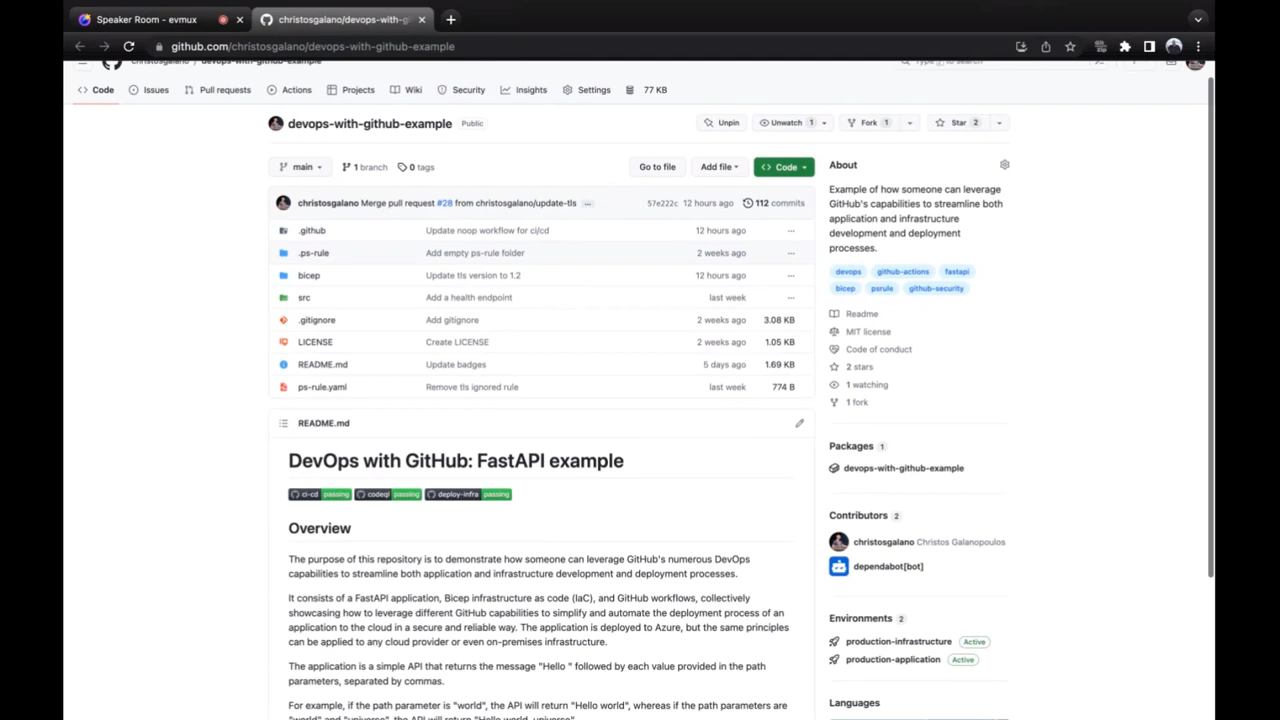 Speaker Room - evmux
christosgalano/devops-with-g
github.com/christosgalano/devops-with-github-example
christosgalano / devops-with-github-example
Type / to search
Code Issues Pull requests Actions Projects Wiki Security Insights Settings 77 KB
devops-with-github-example Public
Unpin Unwatch 1 Fork 1 Star 2
main 1 branch 0 tags Go to file Add file Code
christosgalano Merge pull request #28 from christosgalano/update-tls ... 57e222c 12 hours ago 112 commits
.github Update noop workflow for ci/cd 12 hours ago ...
.ps-rule Add empty ps-rule folder 2 weeks ago ...
bicep Update tls version to 1.2 12 hours ago ...
src Add a health endpoint last week ...
.gitignore Add gitignore 2 weeks ago 3.08 KB
LICENSE Create LICENSE 2 weeks ago 1.05 KB
README.md Update badges 5 days ago 1.69 KB
ps-rule.yaml Remove tls ignored rule last week 774 B
README.md
DevOps with GitHub: FastAPI example
ci-cd passing codeql passing deploy-infra passing
Overview
The purpose of this repository is to demonstrate how someone can leverage GitHub's numerous DevOps
capabilities to streamline both application and infrastructure development and deployment processes.
It consists of a FastAPI application, Bicep infrastructure as code (IaC), and GitHub workflows, collectively
showcasing how to leverage different GitHub capabilities to simplify and automate the deployment process of an
application to the cloud in a secure and reliable way. The application is deployed to Azure, but the same principles
can be applied to any cloud provider or even on-premises infrastructure.
The application is a simple API that returns the message "Hello " followed by each value provided in the path
parameters, separated by commas.
For example, if the path parameter is "world", the API will return "Hello world", whereas if the path parameters are
"world" and "universe", the API will return "Hello world, universe".
About
Example of how someone can leverage
GitHub's capabilities to streamline both
application and infrastructure
development and deployment
processes.
devops github-actions fastapi
bicep psrule github-security
Readme
MIT license
Code of conduct
2 stars
1 watching
1 fork
Packages 1
devops-with-github-example
Contributors 2
christosgalano Christos Galanopoulos
dependabot[bot]
Environments 2
production-infrastructure Active
production-application Active
Languages